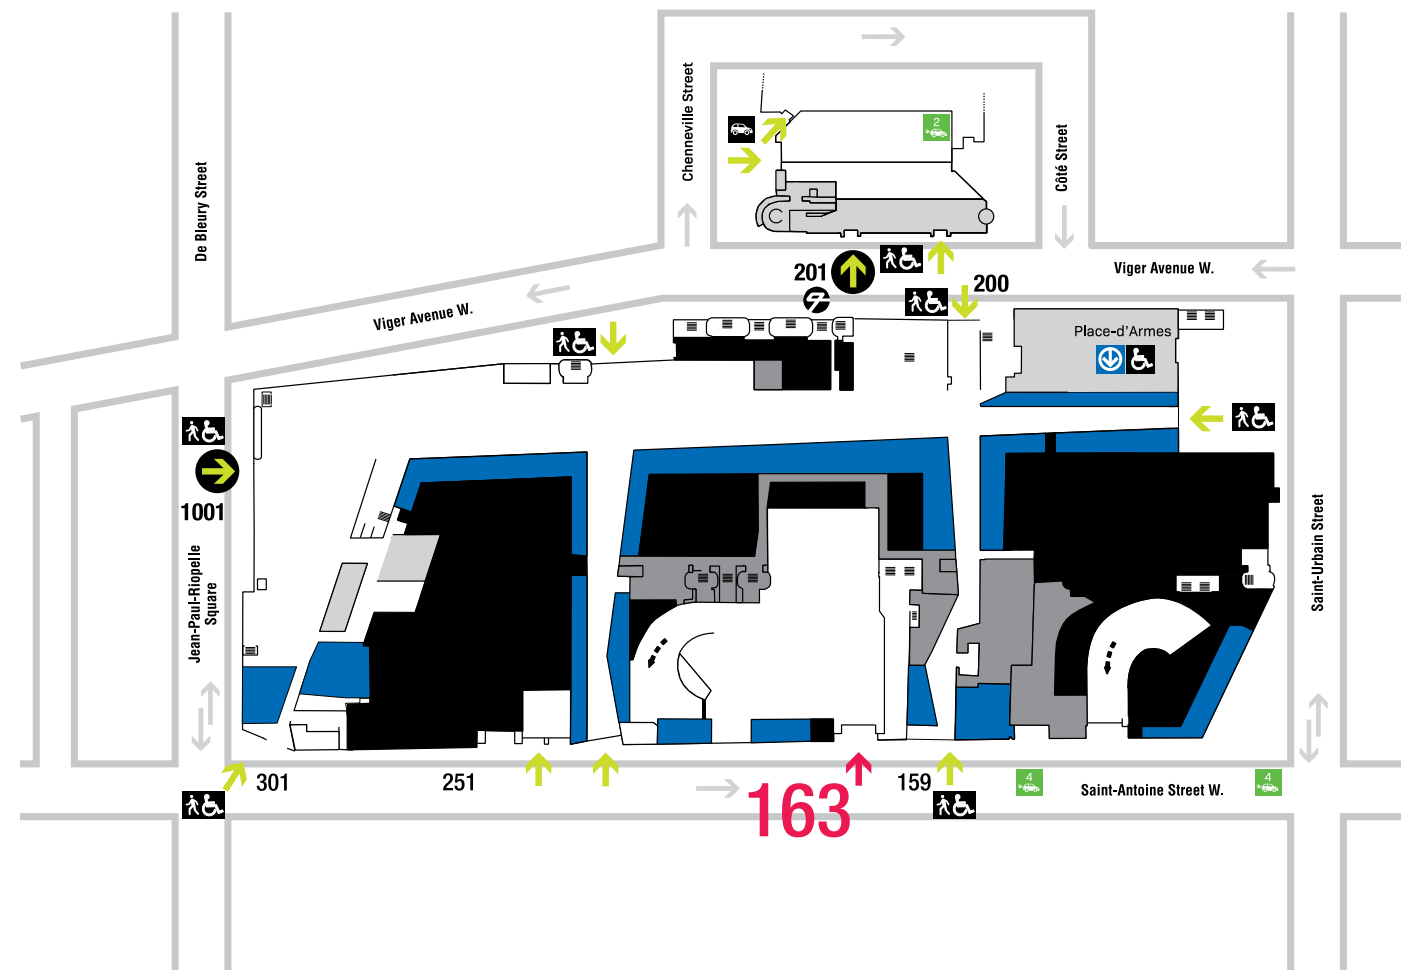 Chenneville Street
2
Côté Street
De Bleury Street
201
200
Viger Avenue W.
Viger Avenue W.
Place-d'Armes
1001
Jean-Paul-Riopelle
Square
Saint-Urbain Street
301
251
163
159
4
Saint-Antoine Street W.
4